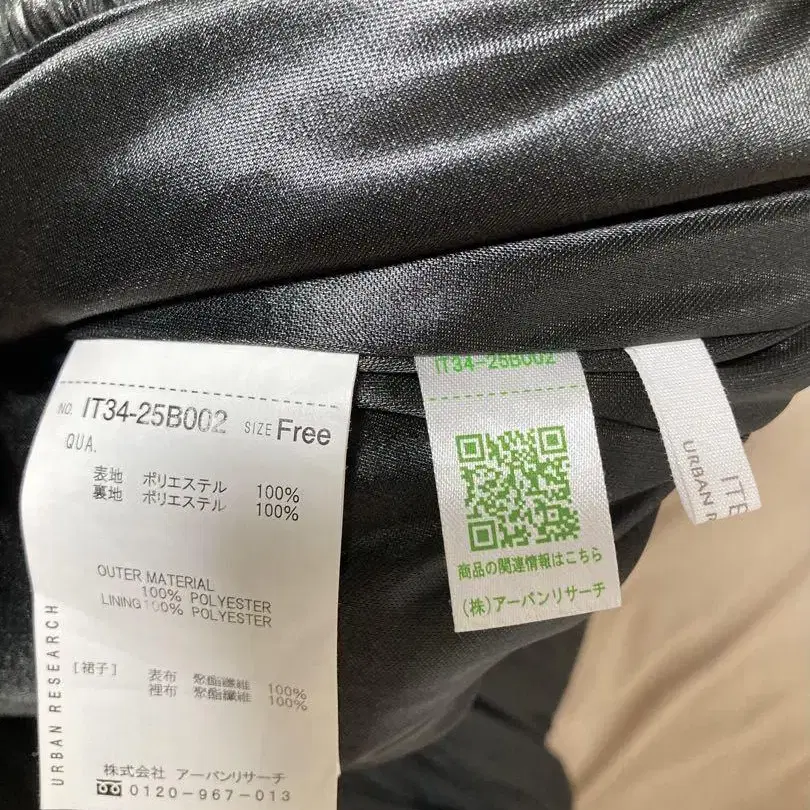 NO. IT34-25B002 SIZE Free
QUA.
表地 ポリエステル 100%
裏地 ポリエステル 100%
OUTER MATERIAL
100% POLYESTER
LINING 100% POLYESTER
[裙子] 表布 聚酯纖維 100%
裡布 聚酯纖維 100%
URBAN RESEARCH
株式会社 アーバンリサーチ
0120-967-013
IT34-25B002
商品の関連情報はこちら
(株)アーバンリサーチ
URBAN